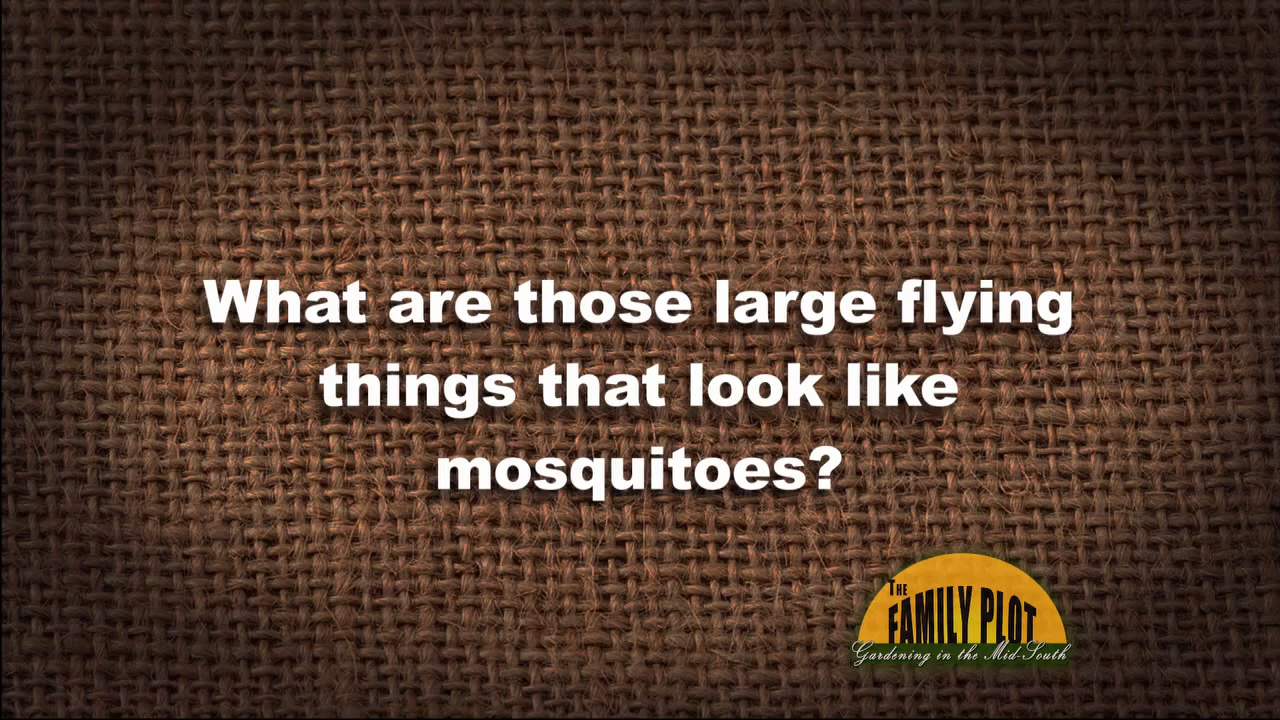 What are those large flying
things that look like
mosquitoes?
THE
FAMILY PLOT
Gardening in the Mid-South